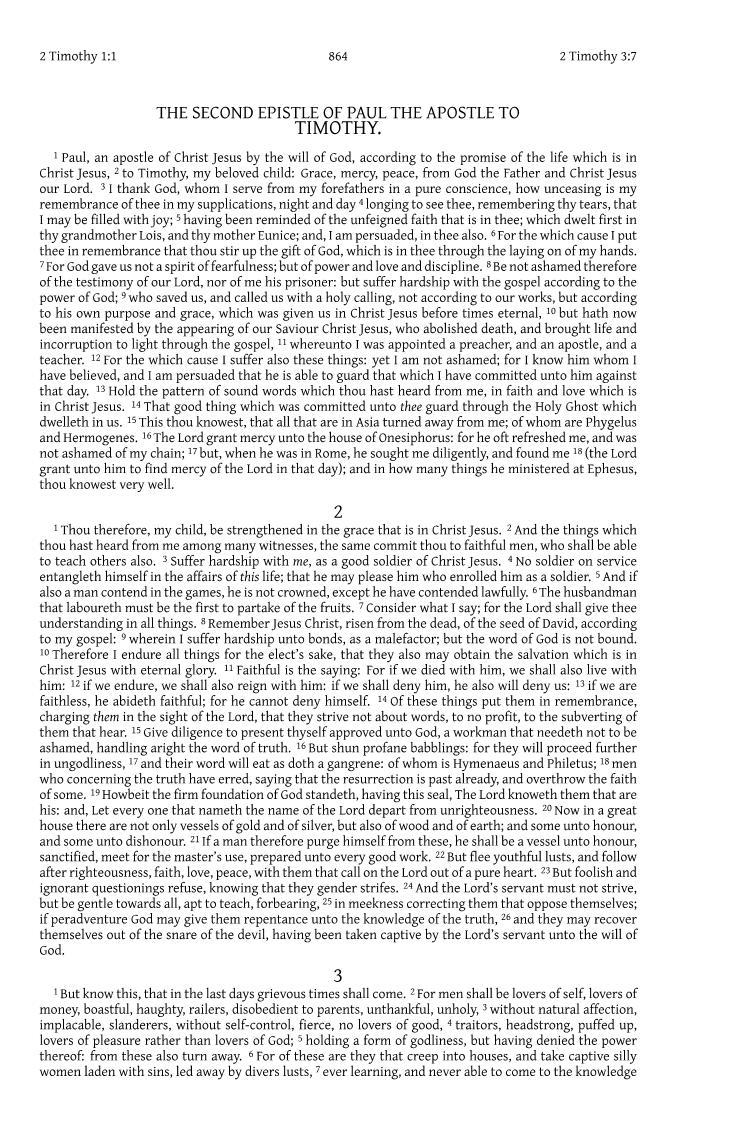 2 Timothy 1:1 864 2 Timothy 3:7
THE SECOND EPISTLE OF PAUL THE APOSTLE TO
TIMOTHY.
1 Paul, an apostle of Christ Jesus by the will of God, according to the promise of the life which is in
Christ Jesus, 2 to Timothy, my beloved child: Grace, mercy, peace, from God the Father and Christ Jesus
our Lord. 3 I thank God, whom I serve from my forefathers in a pure conscience, how unceasing is my
remembrance of thee in my supplications, night and day 4 longing to see thee, remembering thy tears, that
I may be filled with joy; 5 having been reminded of the unfeigned faith that is in thee; which dwelt first in
thy grandmother Lois, and thy mother Eunice; and, I am persuaded, in thee also. 6 For the which cause I put
thee in remembrance that thou stir up the gift of God, which is in thee through the laying on of my hands.
7 For God gave us not a spirit of fearfulness; but of power and love and discipline. 8 Be not ashamed therefore
of the testimony of our Lord, nor of me his prisoner: but suffer hardship with the gospel according to the
power of God; 9 who saved us, and called us with a holy calling, not according to our works, but according
to his own purpose and grace, which was given us in Christ Jesus before times eternal, 10 but hath now
been manifested by the appearing of our Saviour Christ Jesus, who abolished death, and brought life and
incorruption to light through the gospel, 11 whereunto I was appointed a preacher, and an apostle, and a
teacher. 12 For the which cause I suffer also these things: yet I am not ashamed; for I know him whom I
have believed, and I am persuaded that he is able to guard that which I have committed unto him against
that day. 13 Hold the pattern of sound words which thou hast heard from me, in faith and love which is
in Christ Jesus. 14 That good thing which was committed unto thee guard through the Holy Ghost which
dwelleth in us. 15 This thou knowest, that all that are in Asia turned away from me; of whom are Phygelus
and Hermogenes. 16 The Lord grant mercy unto the house of Onesiphorus: for he oft refreshed me, and was
not ashamed of my chain; 17 but, when he was in Rome, he sought me diligently, and found me 18 (the Lord
grant unto him to find mercy of the Lord in that day); and in how many things he ministered at Ephesus,
thou knowest very well.
2
1 Thou therefore, my child, be strengthened in the grace that is in Christ Jesus. 2 And the things which
thou hast heard from me among many witnesses, the same commit thou to faithful men, who shall be able
to teach others also. 3 Suffer hardship with me, as a good soldier of Christ Jesus. 4 No soldier on service
entangleth himself in the affairs of this life; that he may please him who enrolled him as a soldier. 5 And if
also a man contend in the games, he is not crowned, except he have contended lawfully. 6 The husbandman
that laboureth must be the first to partake of the fruits. 7 Consider what I say; for the Lord shall give thee
understanding in all things. 8 Remember Jesus Christ, risen from the dead, of the seed of David, according
to my gospel: 9 wherein I suffer hardship unto bonds, as a malefactor; but the word of God is not bound.
10 Therefore I endure all things for the elect's sake, that they also may obtain the salvation which is in
Christ Jesus with eternal glory. 11 Faithful is the saying: For if we died with him, we shall also live with
him: 12 if we endure, we shall also reign with him: if we shall deny him, he also will deny us: 13 if we are
faithless, he abideth faithful; for he cannot deny himself. 14 Of these things put them in remembrance,
charging them in the sight of the Lord, that they strive not about words, to no profit, to the subverting of
them that hear. 15 Give diligence to present thyself approved unto God, a workman that needeth not to be
ashamed, handling aright the word of truth. 16 But shun profane babblings: for they will proceed further
in ungodliness, 17 and their word will eat as doth a gangrene: of whom is Hymenaeus and Philetus; 18 men
who concerning the truth have erred, saying that the resurrection is past already, and overthrow the faith
of some. 19 Howbeit the firm foundation of God standeth, having this seal, The Lord knoweth them that are
his: and, Let every one that nameth the name of the Lord depart from unrighteousness. 20 Now in a great
house there are not only vessels of gold and of silver, but also of wood and of earth; and some unto honour,
and some unto dishonour. 21 If a man therefore purge himself from these, he shall be a vessel unto honour,
sanctified, meet for the master's use, prepared unto every good work. 22 But flee youthful lusts, and follow
after righteousness, faith, love, peace, with them that call on the Lord out of a pure heart. 23 But foolish and
ignorant questionings refuse, knowing that they gender strifes. 24 And the Lord's servant must not strive,
but be gentle towards all, apt to teach, forbearing, 25 in meekness correcting them that oppose themselves;
if peradventure God may give them repentance unto the knowledge of the truth, 26 and they may recover
themselves out of the snare of the devil, having been taken captive by the Lord's servant unto the will of
God.
3
1 But know this, that in the last days grievous times shall come. 2 For men shall be lovers of self, lovers of
money, boastful, haughty, railers, disobedient to parents, unthankful, unholy, 3 without natural affection,
implacable, slanderers, without self-control, fierce, no lovers of good, 4 traitors, headstrong, puffed up,
lovers of pleasure rather than lovers of God; 5 holding a form of godliness, but having denied the power
thereof: from these also turn away. 6 For of these are they that creep into houses, and take captive silly
women laden with sins, led away by divers lusts, 7 ever learning, and never able to come to the knowledge